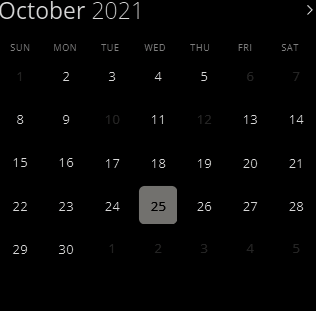 October 2021
SUN MON TUE WED THU FRI SAT
1 2 3 4 5 6 7
8 9 10 11 12 13 14
15 16 17 18 19 20 21
22 23 24 25 26 27 28
29 30 1 2 3 4 5